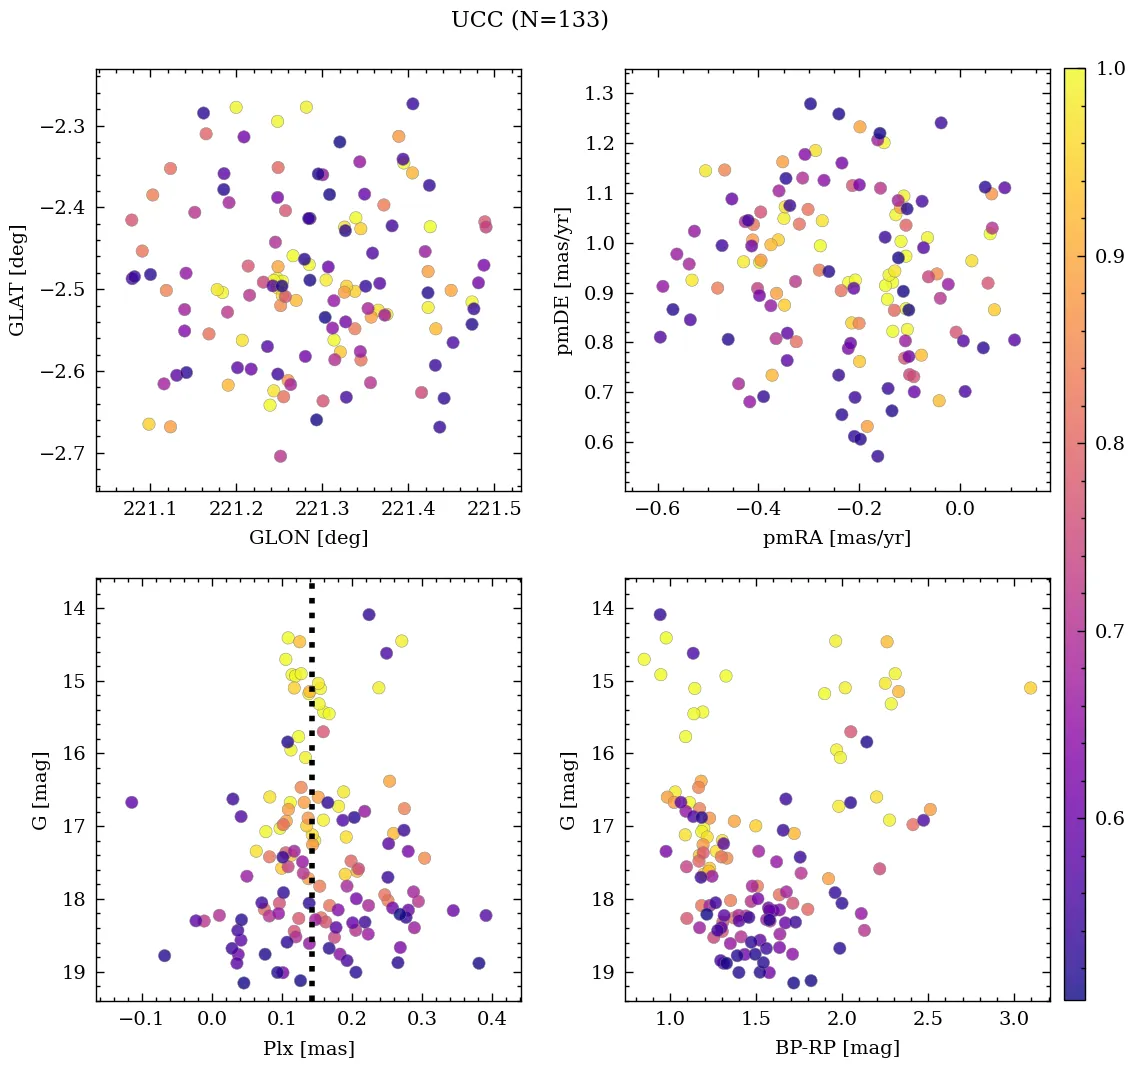 UCC (N=133)
−2.3
−2.4
−2.5
−2.6
−2.7
GLAT [deg]
221.1 221.2 221.3 221.4 221.5
GLON [deg]
1.3
1.2
1.1
1.0
0.9
0.8
0.7
0.6
pmDE [mas/yr]
−0.6 −0.4 −0.2 0.0
pmRA [mas/yr]
14
15
16
17
18
19
G [mag]
−0.1 0.0 0.1 0.2 0.3 0.4
Plx [mas]
14
15
16
17
18
19
G [mag]
1.0 1.5 2.0 2.5 3.0
BP-RP [mag]
1.0
0.9
0.8
0.7
0.6